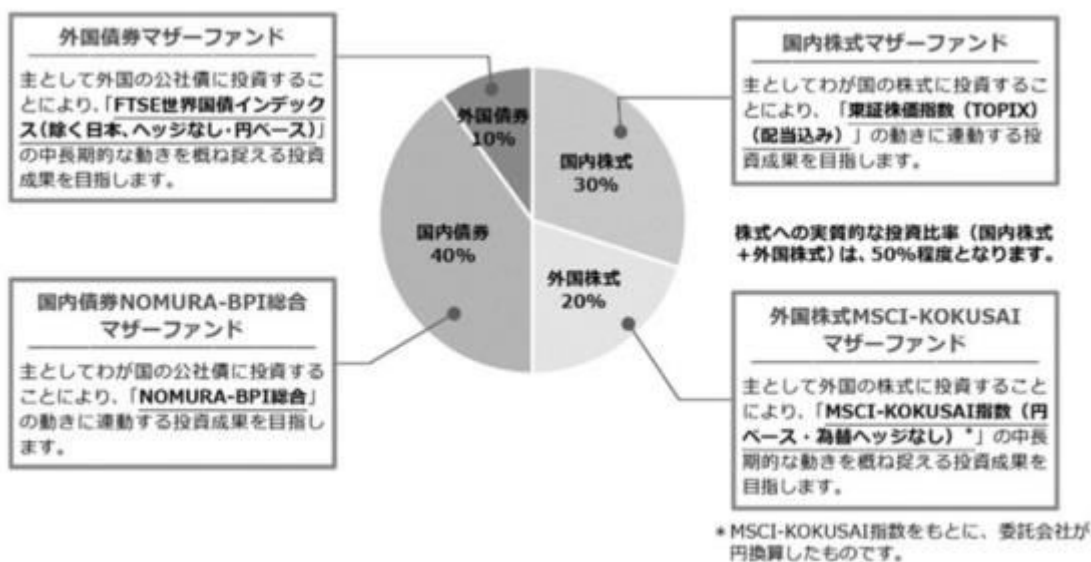 外国債券マザーファンド
主として外国の公社債に投資するこ
とにより、「FTSE世界国債インデック
ス(除く日本、ヘッジなし・円ベース)」
の中長期的な動きを概ね捉える投資
成果を目指します。
国内債券NOMURA-BPI総合
マザーファンド
主としてわが国の公社債に投資する
ことにより、「NOMURA-BPI総合」
の動きに連動する投資成果を目指し
ます。
外国債券
10%
国内株式
30%
国内債券
40%
外国株式
20%
国内株式マザーファンド
主としてわが国の株式に投資するこ
とにより、「東証株価指数（TOPIX）
（配当込み）」の動きに連動する投
資成果を目指します。
株式への実質的な投資比率（国内株式
+外国株式）は、50%程度となります。
外国株式MSCI-KOKUSAI
マザーファンド
主として外国の株式に投資すること
により、「MSCI-KOKUSAI指数（円
ベース・為替ヘッジなし）*」の中長
期的な動きを概ね捉える投資成果を
目指します。
*MSCI-KOKUSAI指数をもとに、委託会社が
円換算したものです。